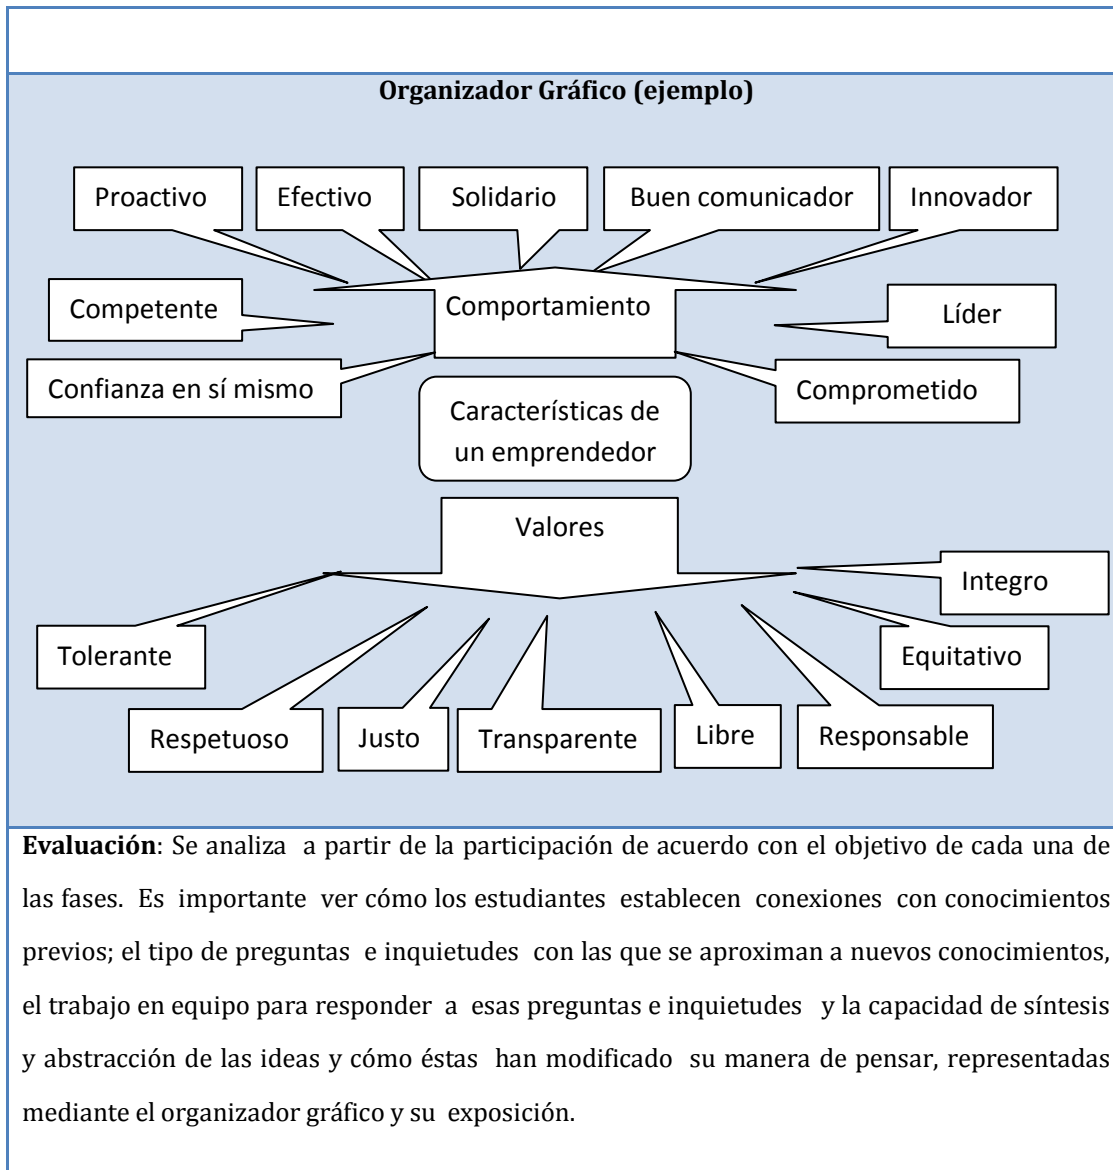 Organizador Gráfico (ejemplo)
Proactivo
Efectivo
Solidario
Buen comunicador
Innovador
Competente
Comportamiento
Líder
Confianza en sí mismo
Comprometido
Características de
un emprendedor
Valores
Integro
Tolerante
Equitativo
Respetuoso
Justo
Transparente
Libre
Responsable
Evaluación: Se analiza a partir de la participación de acuerdo con el objetivo de cada una de
las fases. Es importante ver cómo los estudiantes establecen conexiones con conocimientos
previos; el tipo de preguntas e inquietudes con las que se aproximan a nuevos conocimientos,
el trabajo en equipo para responder a esas preguntas e inquietudes y la capacidad de síntesis
y abstracción de las ideas y cómo éstas han modificado su manera de pensar, representadas
mediante el organizador gráfico y su exposición.